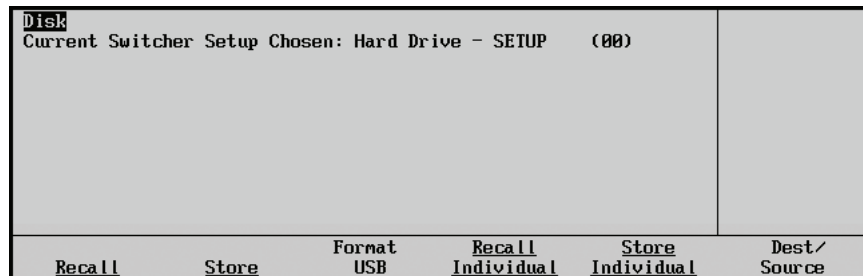 Disk
Current Switcher Setup Chosen: Hard Drive - SETUP (00)
Format Recall Store Dest/
Recall Store USB Individual Individual Source